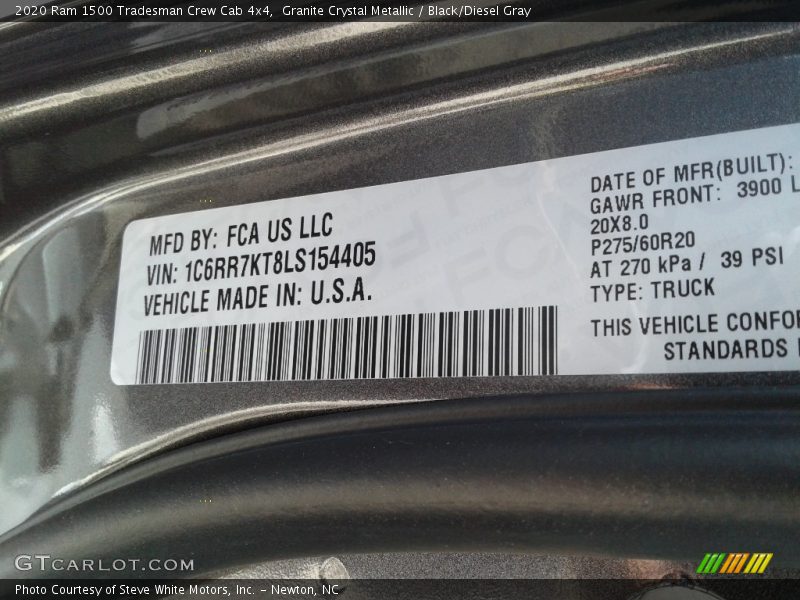 2020 Ram 1500 Tradesman Crew Cab 4x4, Granite Crystal Metallic / Black/Diesel Gray
MFD BY: FCA US LLC
VIN: 1C6RR7KT8LS154405
VEHICLE MADE IN: U.S.A.
DATE OF MFR(BUILT):
GAWR FRONT: 3900 L
20X8.0
P275/60R20
AT 270 kPa / 39 PSI
TYPE: TRUCK
THIS VEHICLE CONFO
STANDARDS
GTCARLOT.COM
Photo Courtesy of Steve White Motors, Inc. - Newton, NC